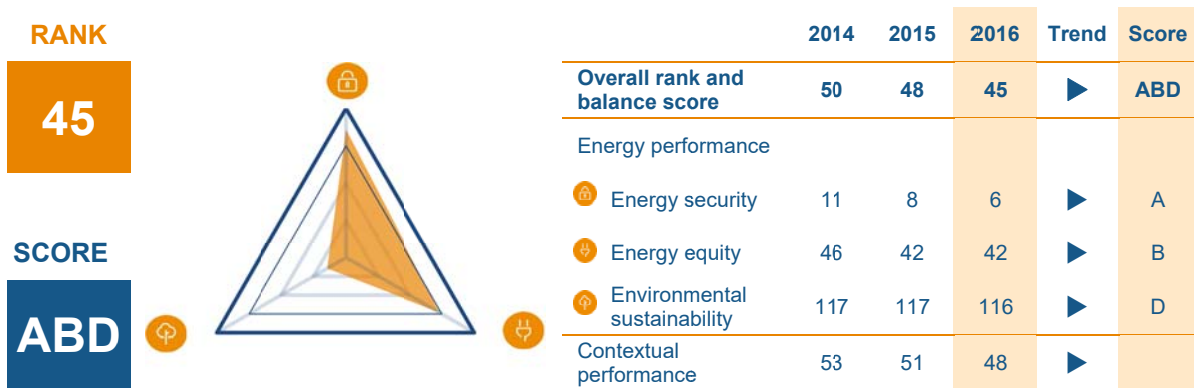 RANK
45
SCORE
ABD
2014 2015 2016 Trend Score
Overall rank and
balance score 50 48 45 ABD
Energy performance
Energy security 11 8 6 A
Energy equity 46 42 42 B
Environmental
sustainability 117 117 116 D
Contextual
performance 53 51 48